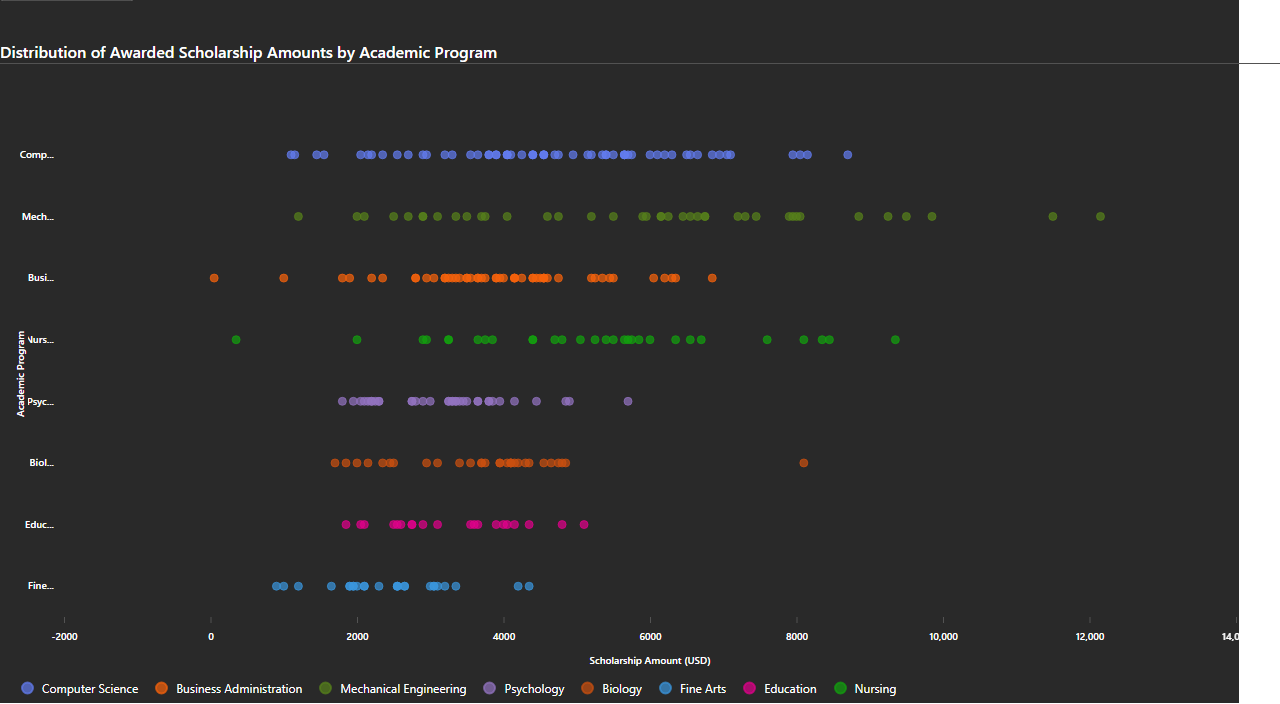 Distribution of Awarded Scholarship Amounts by Academic Program
Comp...
Mech...
Busi...
Nurs...
Psyc...
Biol...
Educ...
Fine...
Academic Program
-2000 0 2000 4000 6000 8000 10,000 12,000 14,0
Scholarship Amount (USD)
Computer Science Business Administration Mechanical Engineering Psychology Biology Fine Arts Education Nursing